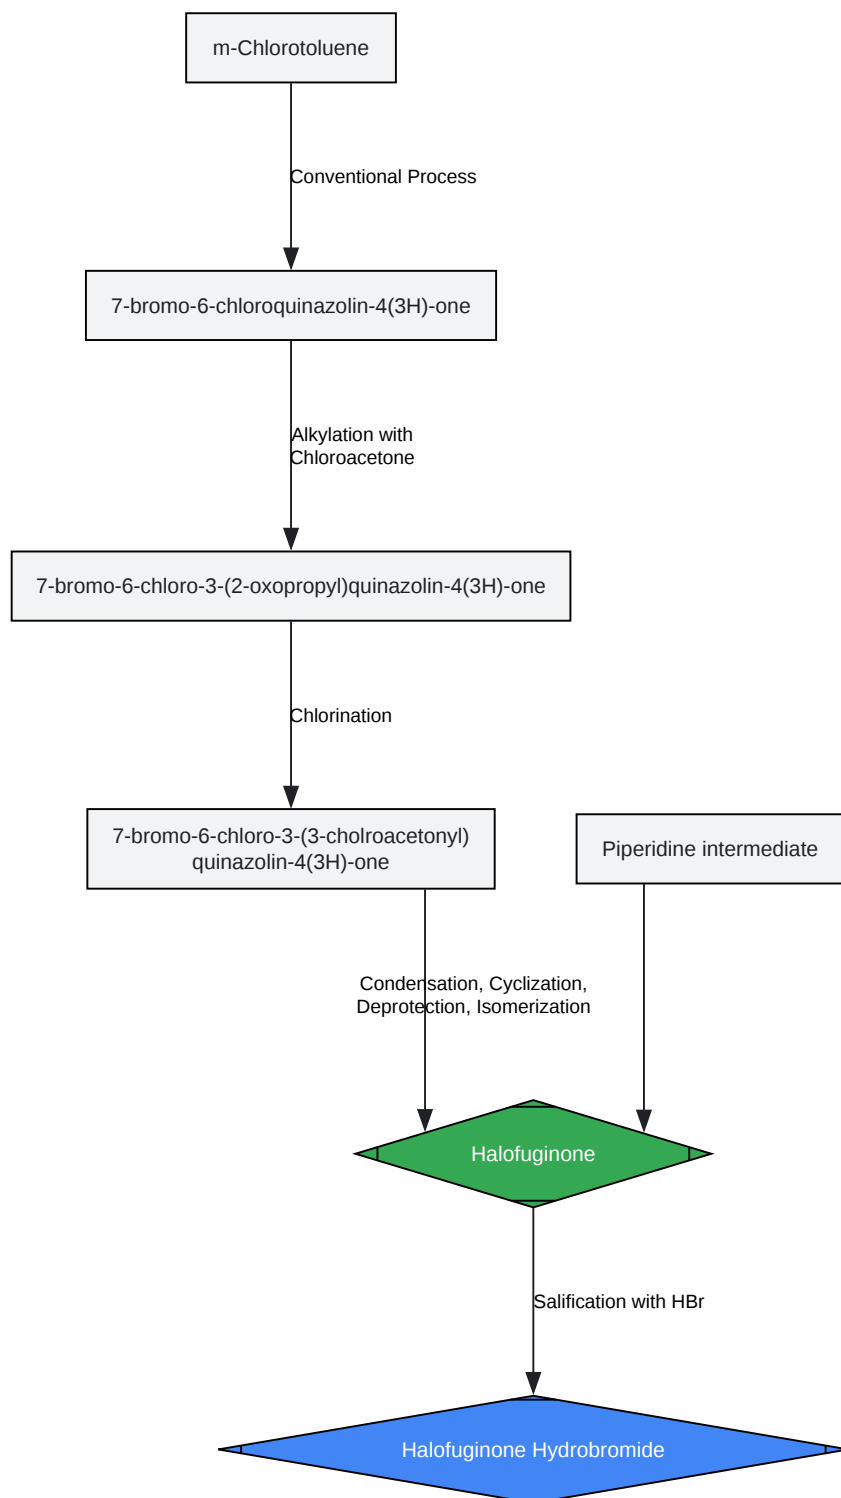 m-Chlorotoluene
Conventional Process
7-bromo-6-chloroquinazolin-4(3H)-one
Alkylation with
Chloroacetone
7-bromo-6-chloro-3-(2-oxopropyl)quinazolin-4(3H)-one
Chlorination
7-bromo-6-chloro-3-(3-cholroacetonyl)
quinazolin-4(3H)-one
Piperidine intermediate
Condensation, Cyclization,
Deprotection, Isomerization
Halofuginone
Salification with HBr
Halofuginone Hydrobromide